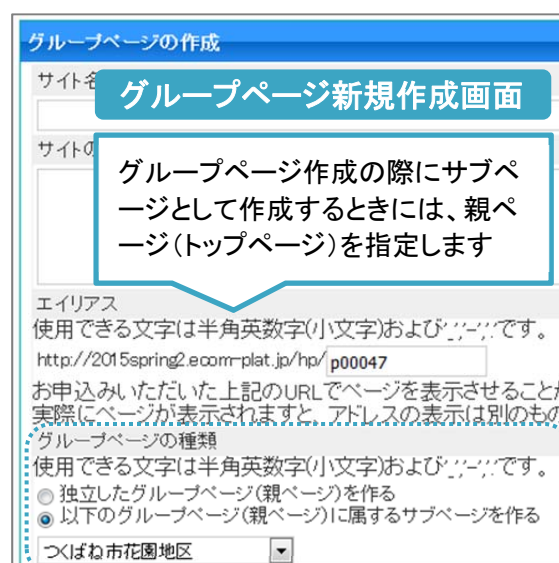 グループページの作成
サイト名
グループページ新規作成画面
サイトの
グループページ作成の際にサブペ
ージとして作成するときには、親ペ
ージ(トップページ)を指定します
エイリアス
使用できる文字は半角英数字(小文字)および'_','-','.'です。
http://2015spring2.ecom-plat.jp/hp/ p00047
お申込みいただいた上記のURLでページを表示させること
実際にページが表示されますと、アドレスの表示は別のもの
グループページの種類
使用できる文字は半角英数字(小文字)および'_','-','.'です。
独立したグループページ(親ページ)を作る
以下のグループページ(親ページ)に属するサブページを作る
つくばね市花園地区